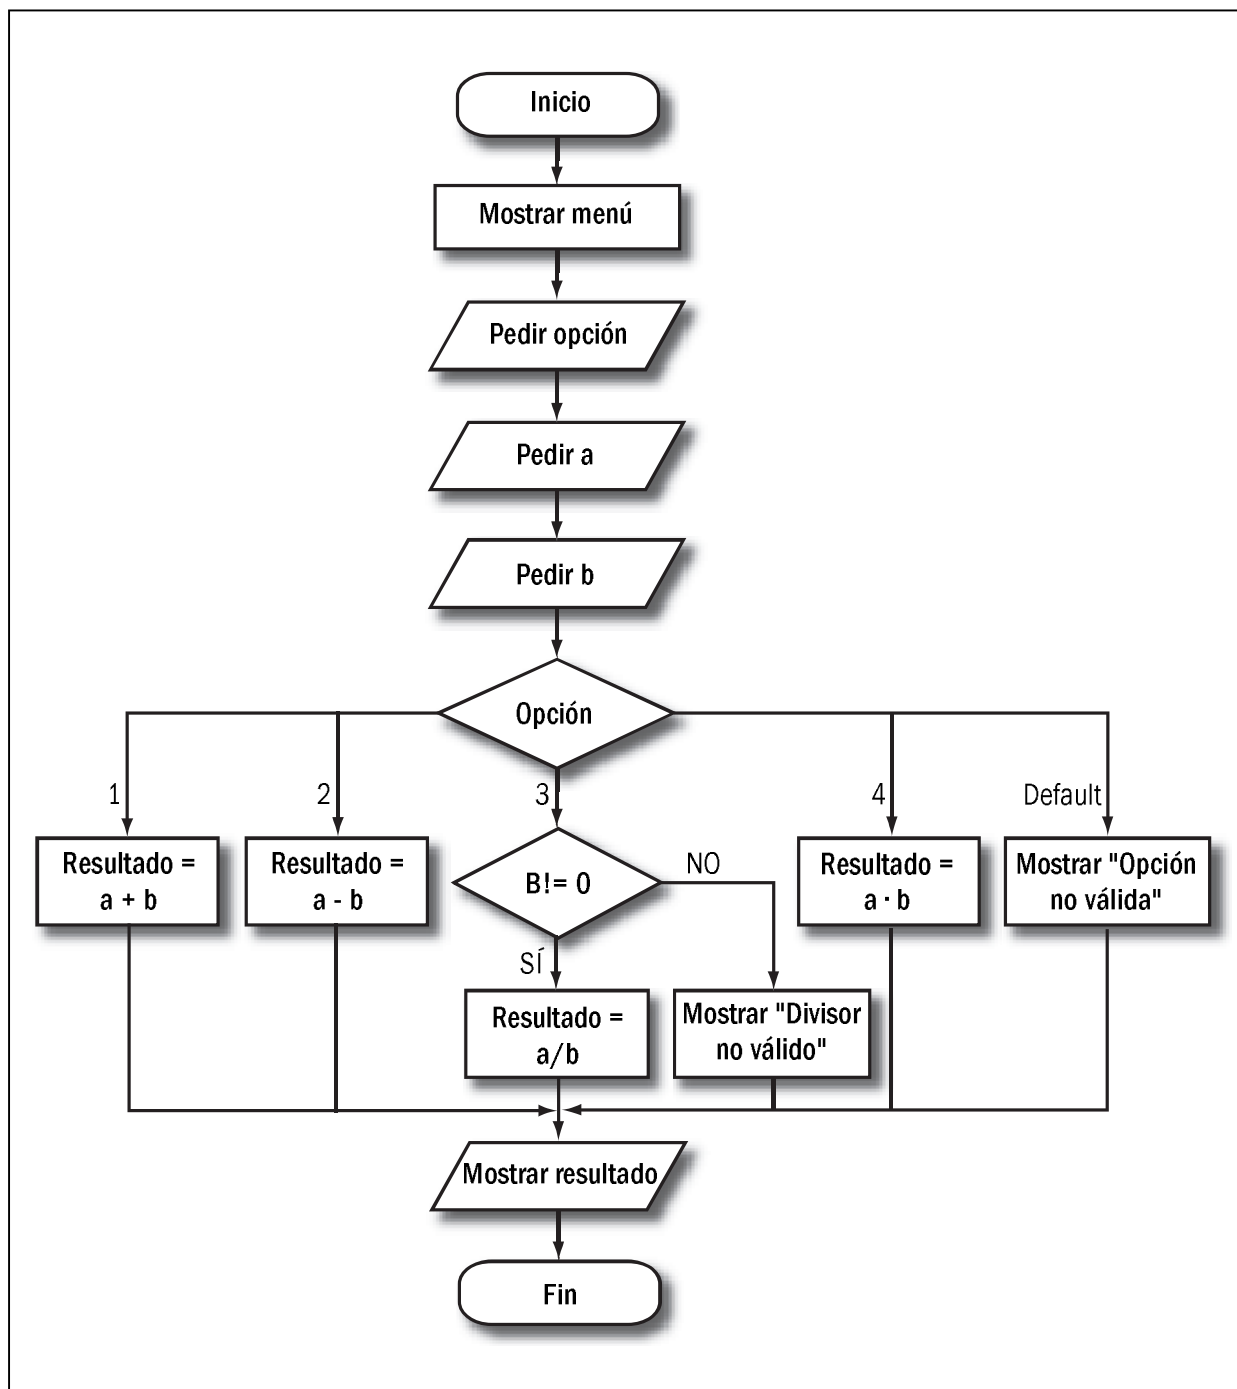 Inicio
Mostrar menú
Pedir opción
Pedir a
Pedir b
Opción
1
2
3
4
Default
Resultado =
a + b
Resultado =
a - b
B!= 0
NO
SÍ
Resultado =
a · b
Mostrar "Opción
no válida"
Resultado =
a/b
Mostrar "Divisor
no válido"
Mostrar resultado
Fin